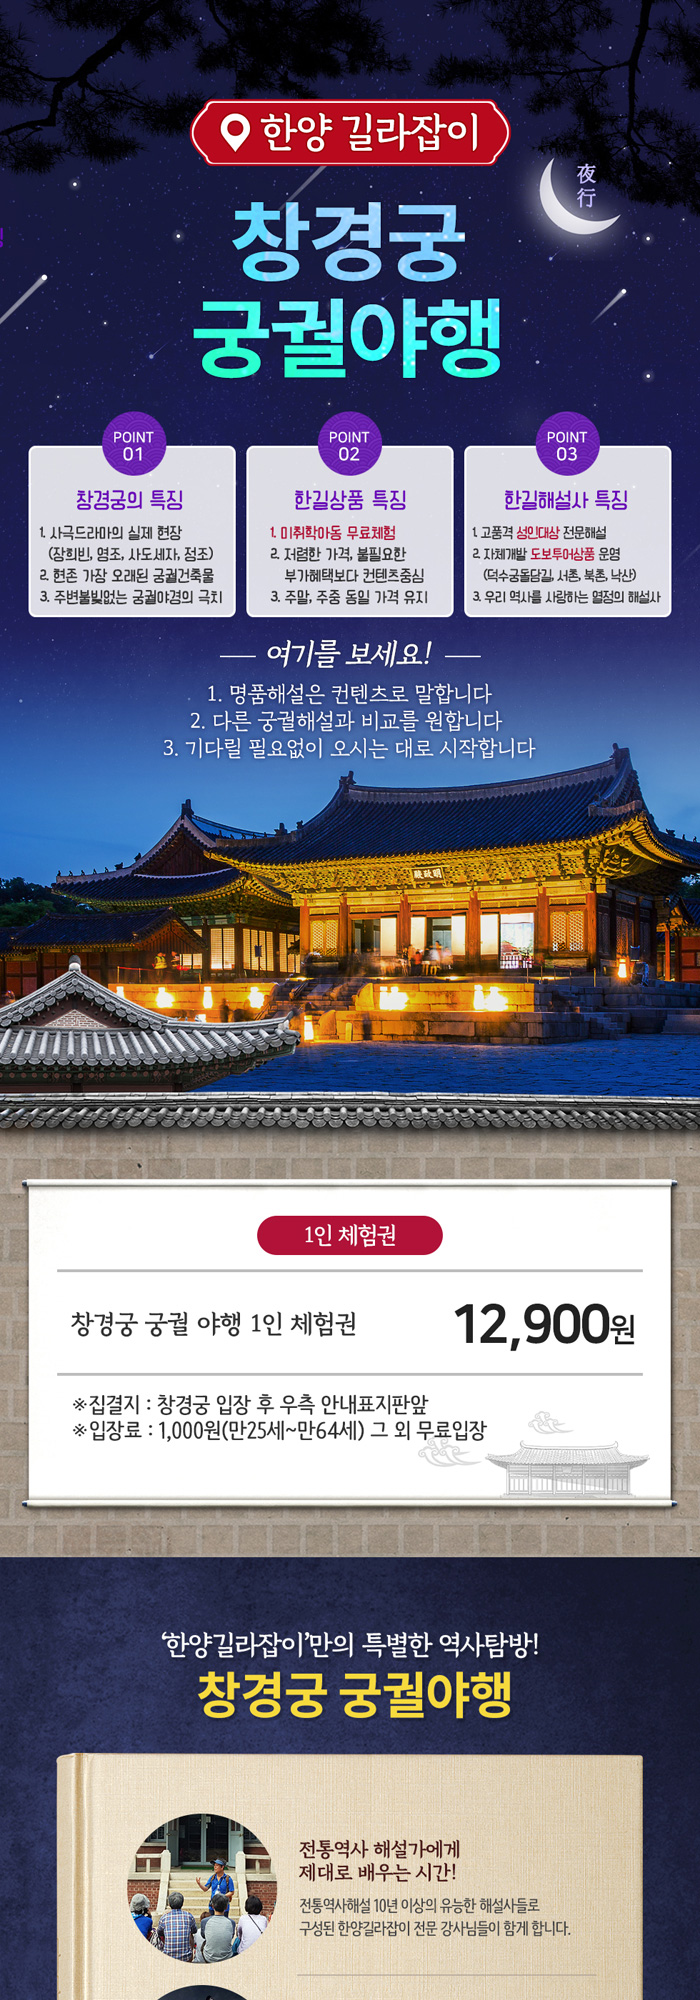 한양 길라잡이
夜行
창경궁
궁궐야행
POINT 01
창경궁의 특징
1. 사극드라마의 실제 현장
(장희빈, 영조, 사도세자, 정조)
2. 현존 가장 오래된 궁궐건축물
3. 주변불빛없는 궁궐야경의 극치
POINT 02
한길상품 특징
1. 미취학아동 무료체험
2. 저렴한 가격, 불필요한
부가혜택보다 컨텐츠중심
3. 주말, 주중 동일 가격 유지
POINT 03
한길해설사 특징
1. 고품격 성인대상 전문해설
2. 자체개발 도보투어상품 운영
(덕수궁돌담길, 서촌, 북촌, 낙산)
3. 우리 역사를 사랑하는 열정의 해설사
여기를 보세요!
1. 명품해설은 컨텐츠로 말합니다
2. 다른 궁궐해설과 비교를 원합니다
3. 기다릴 필요없이 오시는 대로 시작합니다
1인 체험권
창경궁 궁궐 야행 1인 체험권
12,900원
※집결지 : 창경궁 입장 후 우측 안내표지판앞
※입장료 : 1,000원(만25세~만64세) 그 외 무료입장
'한양길라잡이'만의 특별한 역사탐방!
창경궁 궁궐야행
전통역사 해설가에게
제대로 배우는 시간!
전통역사해설 10년 이상의 유능한 해설사들로
구성된 한양길라잡이 전문 강사님들이 함게 합니다.